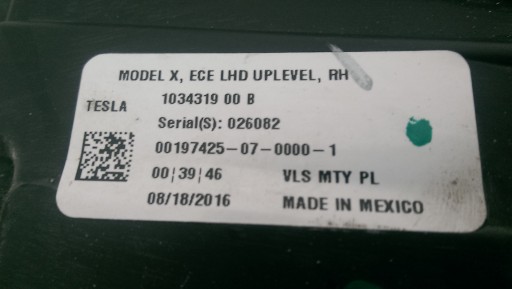 MODEL X, ECE LHD UPLEVEL, RH
TESLA
1034319 00 B
Serial(S): 026082
00197425-07-0000-1
00|39|46 VLS MTY PL
08/18/2016 MADE IN MEXICO